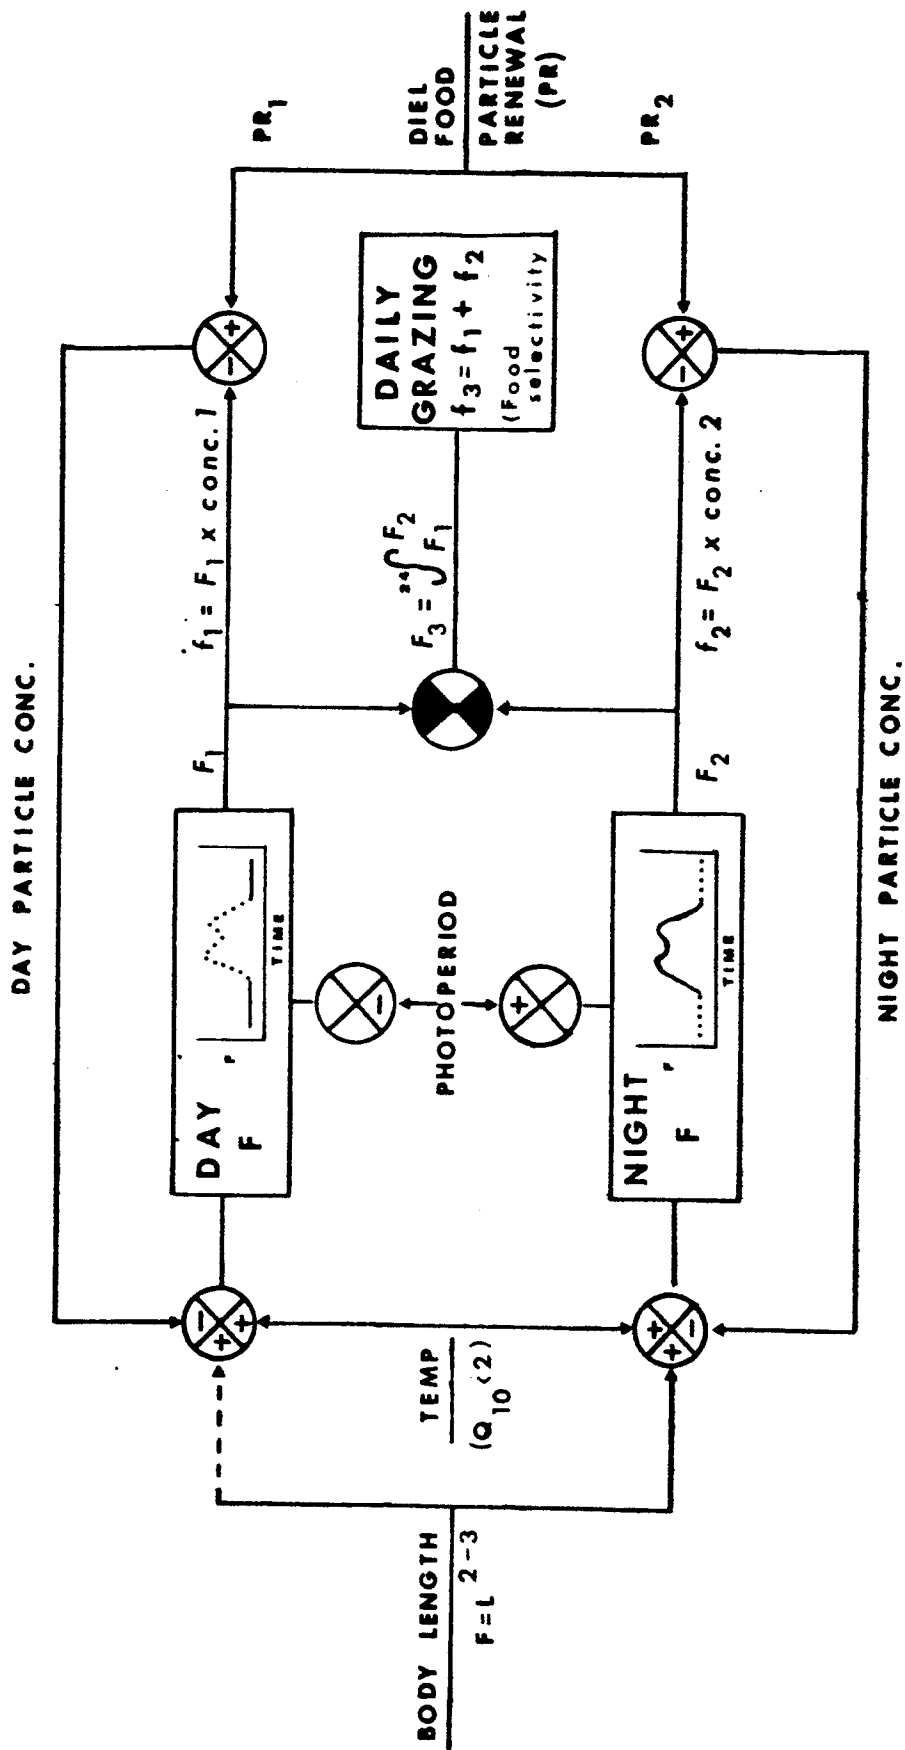 DAY PARTICLE CONC.
BODY LENGTH
F=L 2-3
TEMP
(Q10<2)
+
+
-
+
+
-
DAY
F
F
TIME
NIGHT
F
F
TIME
-
PHOTOPERIOD
+
F1
F2
f1 = F1 x conc. 1
F3 = 24∫ F2 F1
f2 = F2 x conc. 2
DAILY
GRAZING
f3 = f1 + f2
(Food
selectivity
-
+
-
+
PR1
DIEL
FOOD
PARTICLE
RENEWAL
(PR)
PR2
NIGHT PARTICLE CONC.